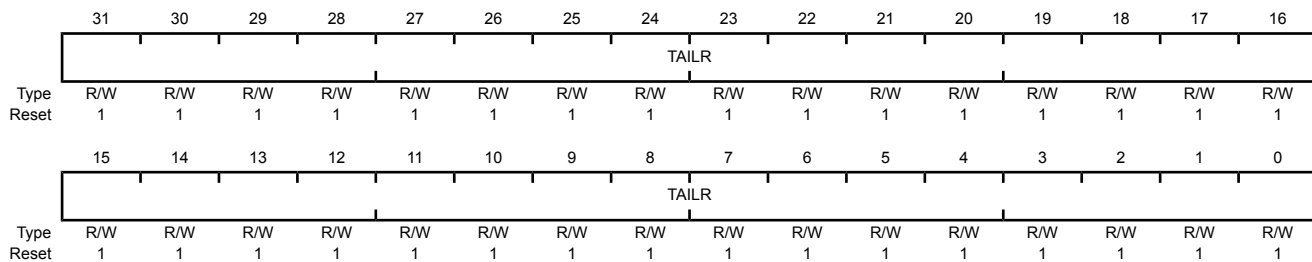 31 30 29 28 27 26 25 24 23 22 21 20 19 18 17 16
TAILR
Type R/W R/W R/W R/W R/W R/W R/W R/W R/W R/W R/W R/W R/W R/W R/W R/W
Reset 1 1 1 1 1 1 1 1 1 1 1 1 1 1 1 1
15 14 13 12 11 10 9 8 7 6 5 4 3 2 1 0
TAILR
Type R/W R/W R/W R/W R/W R/W R/W R/W R/W R/W R/W R/W R/W R/W R/W R/W
Reset 1 1 1 1 1 1 1 1 1 1 1 1 1 1 1 1